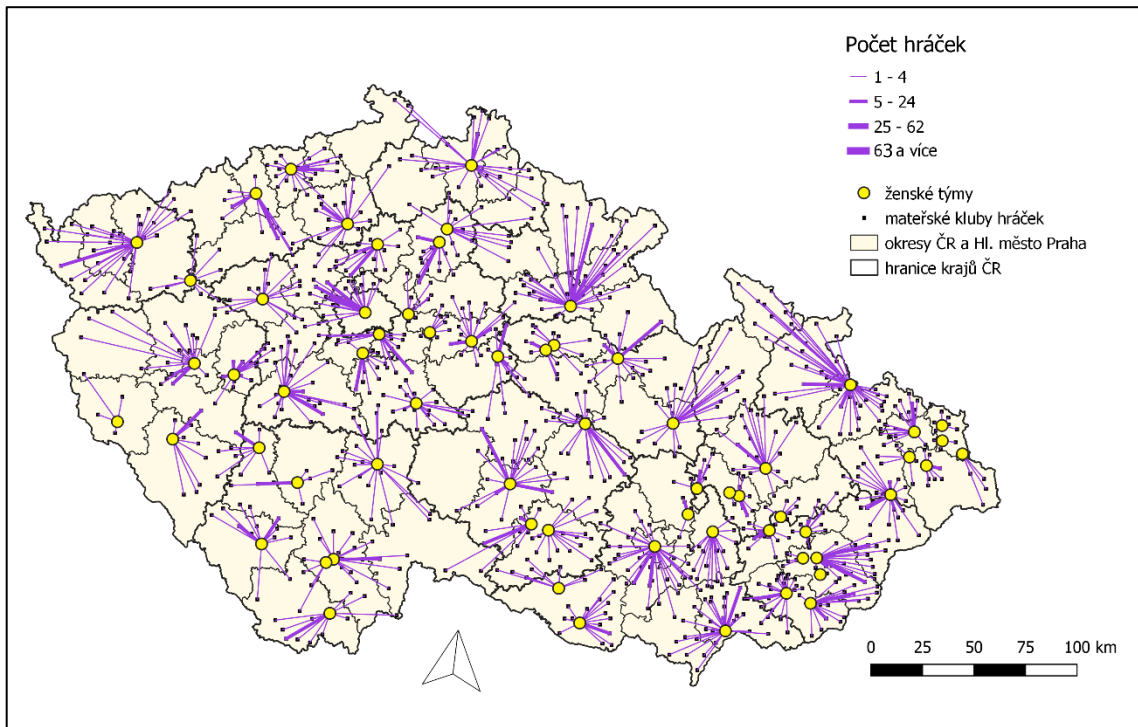 Počet hráček
1 - 4
5 - 24
25 - 62
63 a více
ženské týmy
mateřské kluby hráček
okresy ČR a Hl. město Praha
hranice krajů ČR
0 25 50 75 100 km